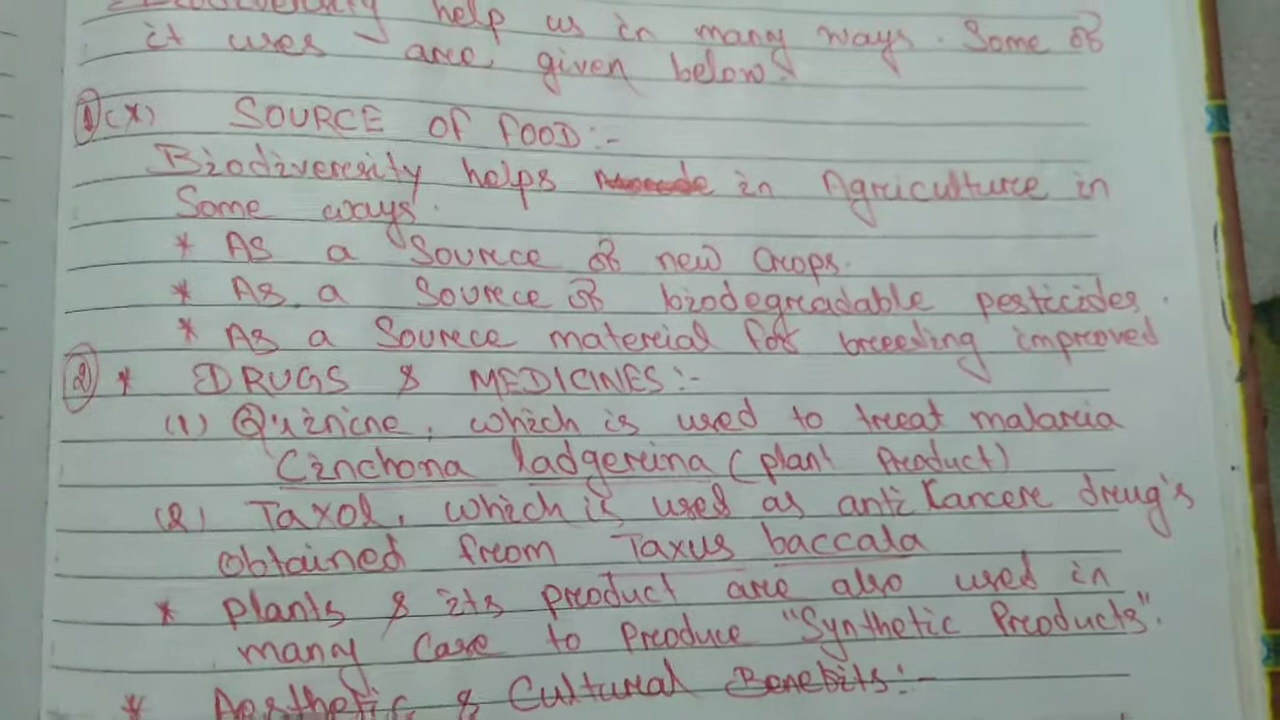 Biodiversity help us in many ways. Some of
it uses are given below:
1 (x) SOURCE OF FOOD:-
Biodiversity helps in Agriculture in
Some ways.
* As a Source of new crops.
* As a Source of biodegradable pesticides.
* As a Source material for breeding improved
2 * DRUGS & MEDICINES:-
(1) Quinine, which is used to treat malaria
Cinchona ladgerina (plant Product)
(2) Taxol, which is used as anti Cancer drug's
obtained from Taxus baccala
* plants & its product are also used in
many case to Produce "Synthetic Products".
* Aesthetic & Cultural Benefits:-